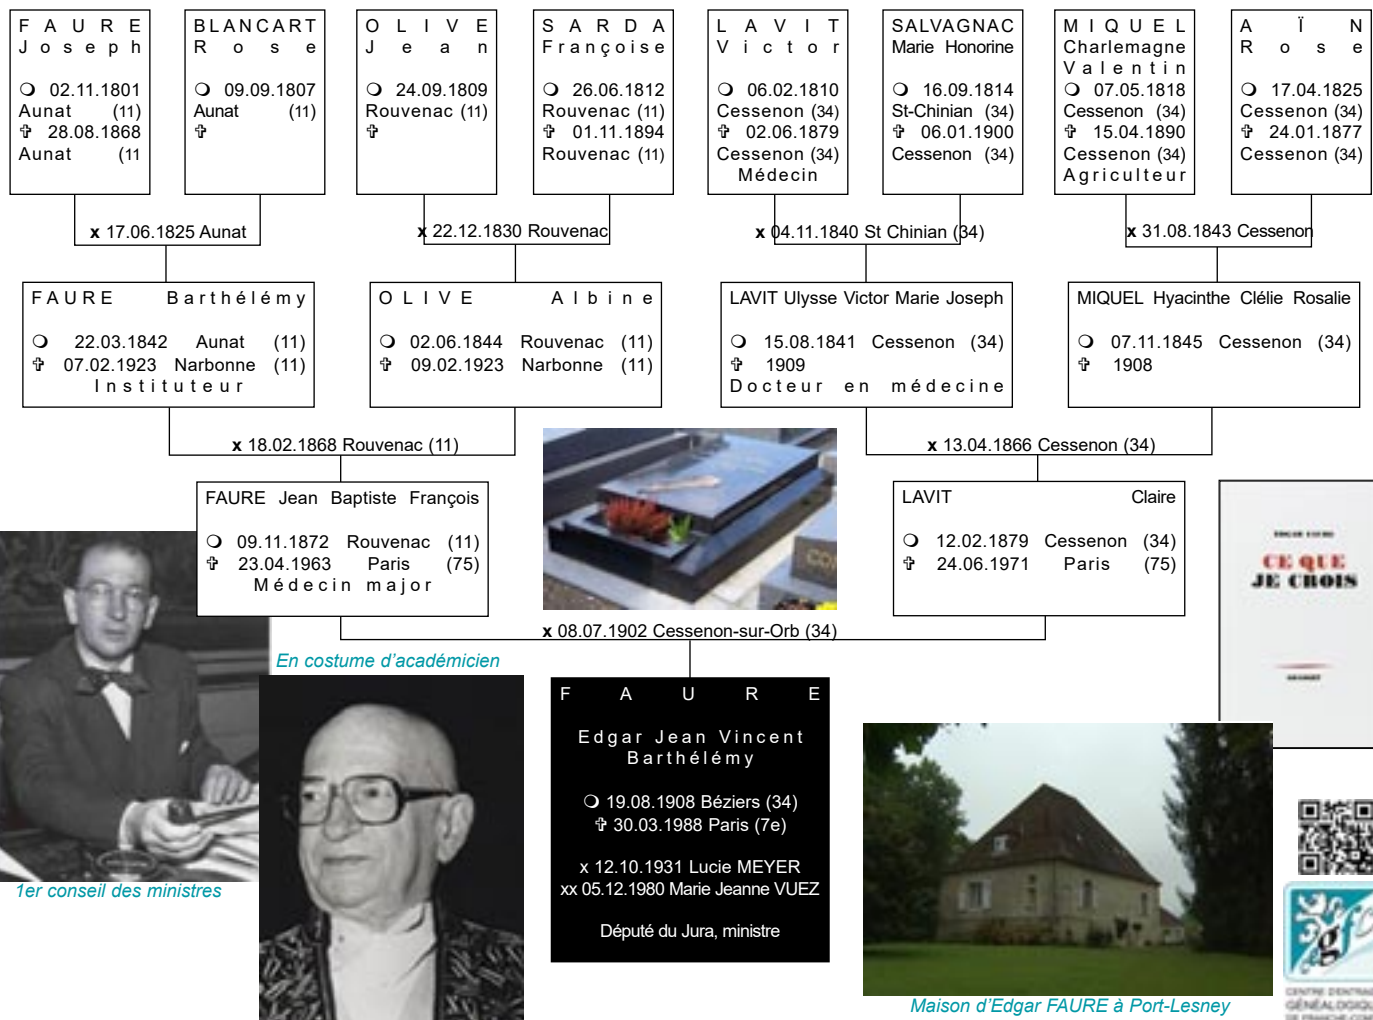 FAURE
Joseph
❍ 02.11.1801
Aunat (11)
✞ 28.08.1868
Aunat (11
BLANCART
Rose
❍ 09.09.1807
Aunat (11)
✞
OLIVE
Jean
❍ 24.09.1809
Rouvenac (11)
✞
SARDA
Françoise
❍ 26.06.1812
Rouvenac (11)
✞ 01.11.1894
Rouvenac (11)
LAVIT
Victor
❍ 06.02.1810
Cessenon (34)
✞ 02.06.1879
Cessenon (34)
Médecin
SALVAGNAC
Marie Honorine
❍ 16.09.1814
St-Chinian (34)
✞ 06.01.1900
Cessenon (34)
MIQUEL
Charlemagne
Valentin
❍ 07.05.1818
Cessenon (34)
✞ 15.04.1890
Cessenon (34)
Agriculteur
AÏN
Rose
❍ 17.04.1825
Cessenon (34)
✞ 24.01.1877
Cessenon (34)
x 17.06.1825 Aunat
x 22.12.1830 Rouvenac
x 04.11.1840 St Chinian (34)
x 31.08.1843 Cessenon
FAURE Barthélémy
❍ 22.03.1842 Aunat (11)
✞ 07.02.1923 Narbonne (11)
Instituteur
OLIVE Albine
❍ 02.06.1844 Rouvenac (11)
✞ 09.02.1923 Narbonne (11)
LAVIT Ulysse Victor Marie Joseph
❍ 15.08.1841 Cessenon (34)
✞ 1909
Docteur en médecine
MIQUEL Hyacinthe Clélie Rosalie
❍ 07.11.1845 Cessenon (34)
✞ 1908
x 18.02.1868 Rouvenac (11)
x 13.04.1866 Cessenon (34)
FAURE Jean Baptiste François
❍ 09.11.1872 Rouvenac (11)
✞ 23.04.1963 Paris (75)
Médecin major
LAVIT Claire
❍ 12.02.1879 Cessenon (34)
✞ 24.06.1971 Paris (75)
EDGAR FAURE
CE QUE
JE CROIS
GRASSET
x 08.07.1902 Cessenon-sur-Orb (34)
1er conseil des ministres
En costume d'académicien
FAURE
Edgar Jean Vincent
Barthélémy
❍ 19.08.1908 Béziers (34)
✞ 30.03.1988 Paris (7e)
x 12.10.1931 Lucie MEYER
xx 05.12.1980 Marie Jeanne VUEZ
Député du Jura, ministre
Maison d'Edgar FAURE à Port-Lesney
CENTRE D'ENTRAI
GÉNÉALOGIQU
DE FRANCHE-COM